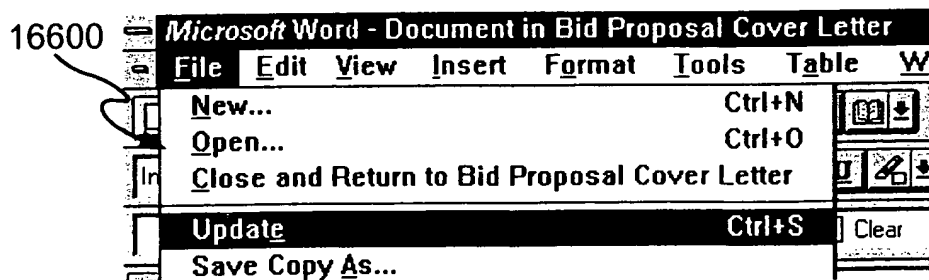 16600
Microsoft Word - Document in Bid Proposal Cover Letter
File Edit View Insert Format Tools Table W
New... Ctrl+N
Open... Ctrl+O
In
Close and Return to Bid Proposal Cover Letter
U
Update Ctrl+S
Clear
Save Copy As...